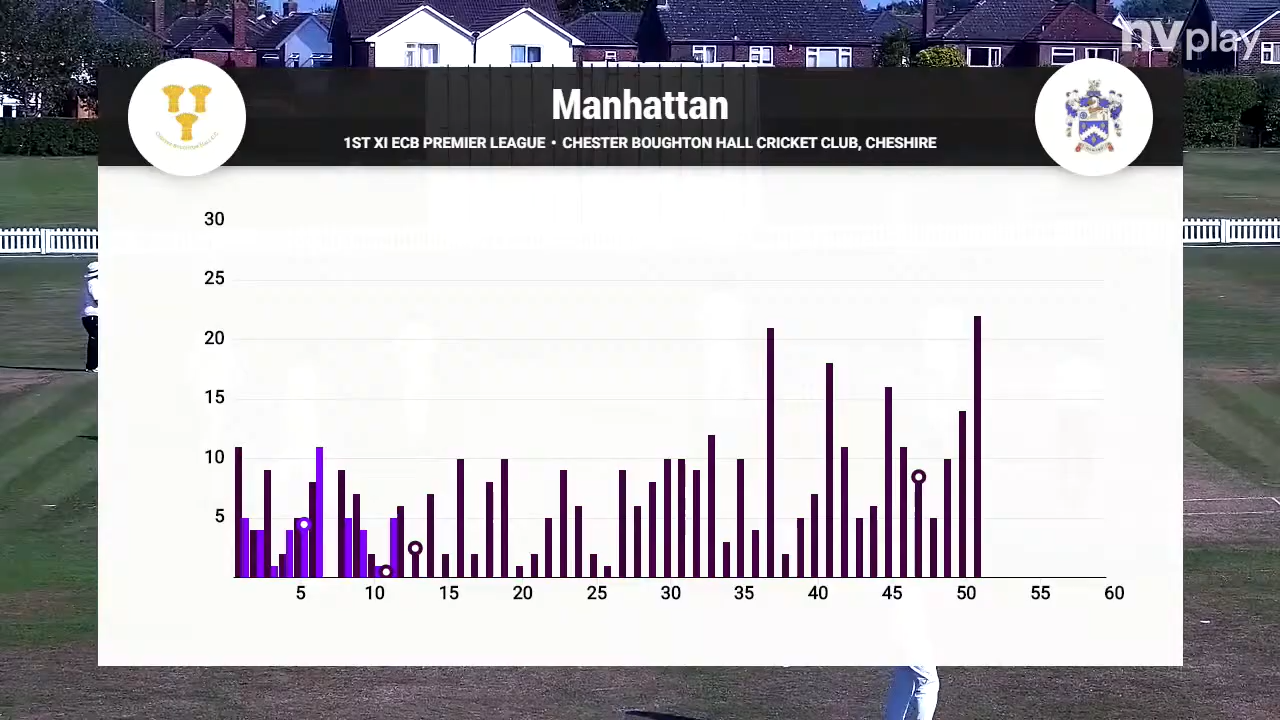 nvplay
Manhattan
1ST XI ECB PREMIER LEAGUE • CHESTER BOUGHTON HALL CRICKET CLUB, CHESHIRE
30
25
20
15
10
5
5 10 15 20 25 30 35 40 45 50 55 60